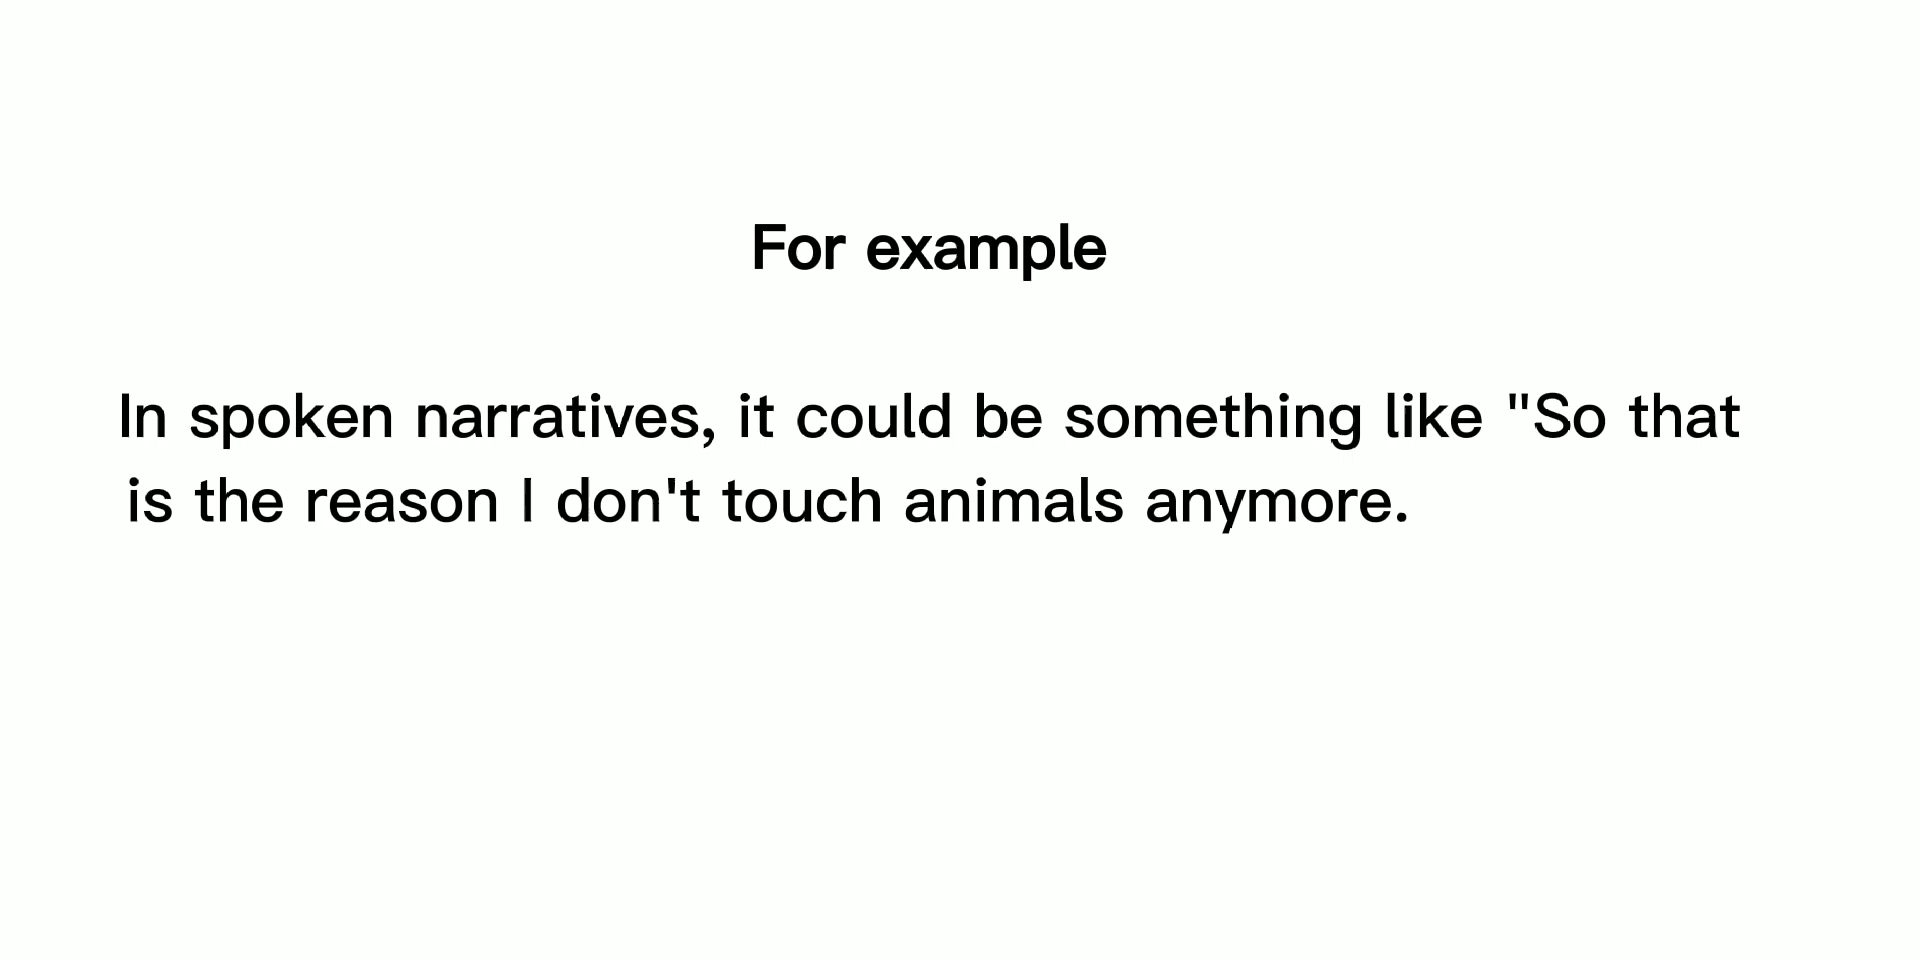 For example
In spoken narratives, it could be something like "So that
is the reason I don't touch animals anymore.